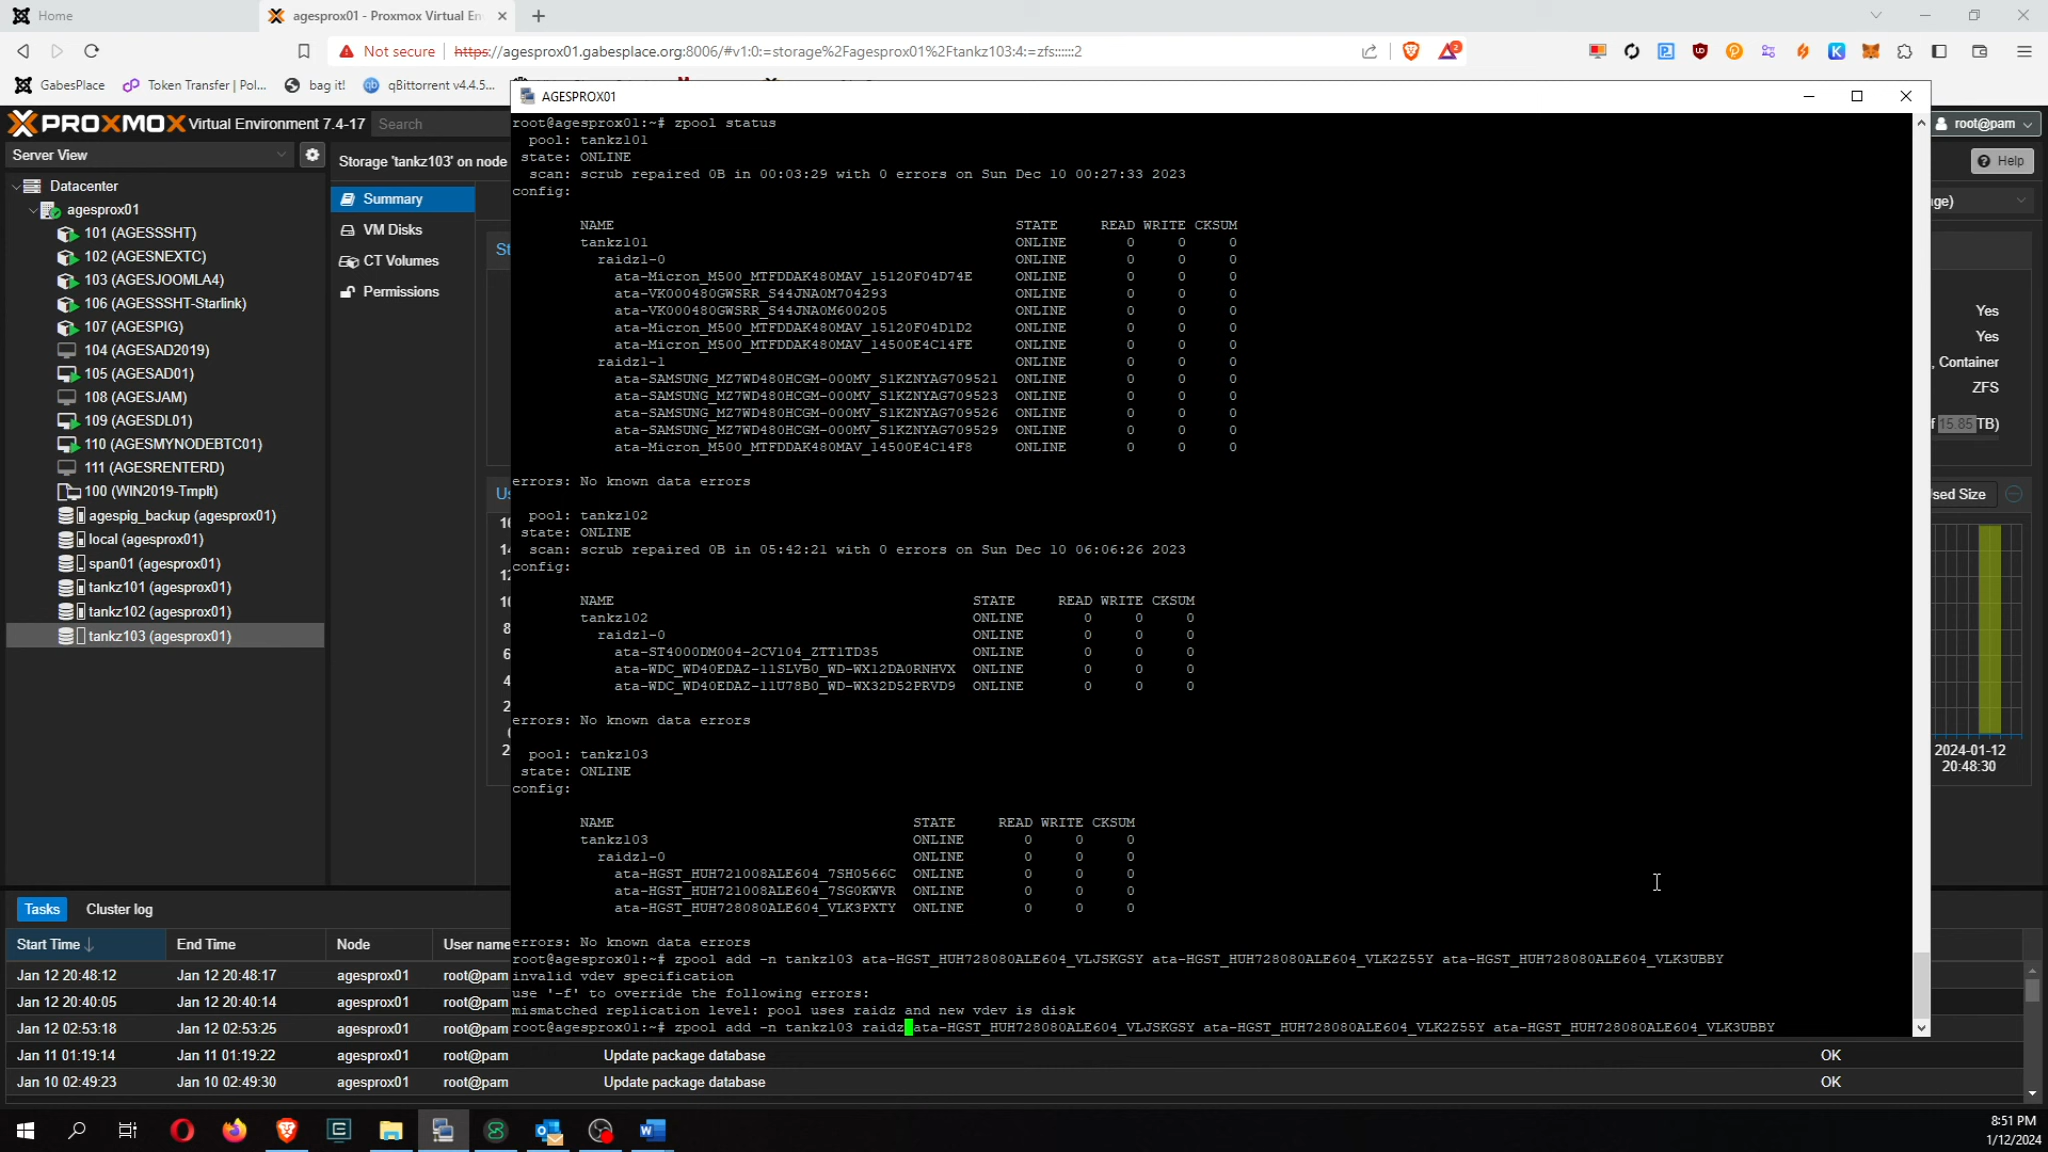 Home
agesprox01 - Proxmox Virtual En
Not secure
https://agesprox01.gabesplace.org:8006/#v1:0:=storage%2Fagesprox01%2Ftankz103:4:=zfs::::::2
2
GabesPlace
Token Transfer | Pol...
bag it!
qBittorrent v4.4.5...
AGESPROX01
PROXMOX Virtual Environment 7.4-17
Search
root@pam
Server View
Storage 'tankz103' on node
Help
Datacenter
agesprox01
101 (AGESSSHT)
102 (AGESNEXTC)
103 (AGESJOOMLA4)
106 (AGESSSHT-Starlink)
107 (AGESPIG)
104 (AGESAD2019)
105 (AGESAD01)
108 (AGESJAM)
109 (AGESDL01)
110 (AGESMYNODEBTC01)
111 (AGESRENTERD)
100 (WIN2019-Tmplt)
agespig_backup (agesprox01)
local (agesprox01)
span01 (agesprox01)
tankz101 (agesprox01)
tankz102 (agesprox01)
tankz103 (agesprox01)
Summary
VM Disks
CT Volumes
Permissions
root@agesprox01:~# zpool status
pool: tankz101
state: ONLINE
scan: scrub repaired 0B in 00:03:29 with 0 errors on Sun Dec 10 00:27:33 2023
config:
NAME STATE READ WRITE CKSUM
tankz101 ONLINE 0 0 0
raidz1-0 ONLINE 0 0 0
ata-Micron_M500_MTFDDAK480MAV_15120F04D74E ONLINE 0 0 0
ata-VK000480GWSRR_S44JNA0M704293 ONLINE 0 0 0
ata-VK000480GWSRR_S44JNA0M600205 ONLINE 0 0 0
ata-Micron_M500_MTFDDAK480MAV_15120F04D1D2 ONLINE 0 0 0
ata-Micron_M500_MTFDDAK480MAV_14500E4C14FE ONLINE 0 0 0
raidz1-1 ONLINE 0 0 0
ata-SAMSUNG_MZ7WD480HCGM-000MV_S1KZNYAG709521 ONLINE 0 0 0
ata-SAMSUNG_MZ7WD480HCGM-000MV_S1KZNYAG709523 ONLINE 0 0 0
ata-SAMSUNG_MZ7WD480HCGM-000MV_S1KZNYAG709526 ONLINE 0 0 0
ata-SAMSUNG_MZ7WD480HCGM-000MV_S1KZNYAG709529 ONLINE 0 0 0
ata-Micron_M500_MTFDDAK480MAV_14500E4C14F8 ONLINE 0 0 0
errors: No known data errors
pool: tankz102
state: ONLINE
scan: scrub repaired 0B in 05:42:21 with 0 errors on Sun Dec 10 06:06:26 2023
config:
NAME STATE READ WRITE CKSUM
tankz102 ONLINE 0 0 0
raidz1-0 ONLINE 0 0 0
ata-ST4000DM004-2CV104_ZTT1TD35 ONLINE 0 0 0
ata-WDC_WD40EDAZ-11SLVB0_WD-WX12DA0RNHVX ONLINE 0 0 0
ata-WDC_WD40EDAZ-11U78B0_WD-WX32D52PRVD9 ONLINE 0 0 0
errors: No known data errors
pool: tankz103
state: ONLINE
config:
NAME STATE READ WRITE CKSUM
tankz103 ONLINE 0 0 0
raidz1-0 ONLINE 0 0 0
ata-HGST_HUH721008ALE604_7SH0566C ONLINE 0 0 0
ata-HGST_HUH721008ALE604_7SG0KWVR ONLINE 0 0 0
ata-HGST_HUH728080ALE604_VLK3PXTY ONLINE 0 0 0
errors: No known data errors
root@agesprox01:~# zpool add -n tankz103 ata-HGST_HUH728080ALE604_VLJSKGSY ata-HGST_HUH728080ALE604_VLK2Z55Y ata-HGST_HUH728080ALE604_VLK3UBBY
invalid vdev specification
use '-f' to override the following errors:
mismatched replication level: pool uses raidz and new vdev is disk
root@agesprox01:~# zpool add -n tankz103 raidz ata-HGST_HUH728080ALE604_VLJSKGSY ata-HGST_HUH728080ALE604_VLK2Z55Y ata-HGST_HUH728080ALE604_VLK3UBBY
ge)
Yes
Yes
, Container
ZFS
f 15.85 TB)
sed Size
2024-01-12
20:48:30
Tasks
Cluster log
Start Time End Time Node User name
Jan 12 20:48:12 Jan 12 20:48:17 agesprox01 root@pam
Jan 12 20:40:05 Jan 12 20:40:14 agesprox01 root@pam
Jan 12 02:53:18 Jan 12 02:53:25 agesprox01 root@pam
Jan 11 01:19:14 Jan 11 01:19:22 agesprox01 root@pam Update package database OK
Jan 10 02:49:23 Jan 10 02:49:30 agesprox01 root@pam Update package database OK
8:51 PM
1/12/2024